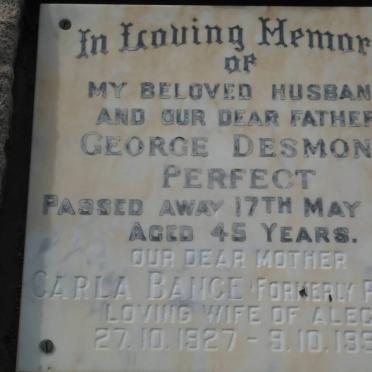 In Loving Memor
OF
MY BELOVED HUSBAN
AND OUR DEAR FATHER
GEORGE DESMON
PERFECT
PASSED AWAY 17TH MAY
AGED 45 YEARS.
OUR DEAR MOTHER
CARLA BANCE FORMERLY
LOVING WIFE OF ALEC
27.10.1927 - 9.10.199